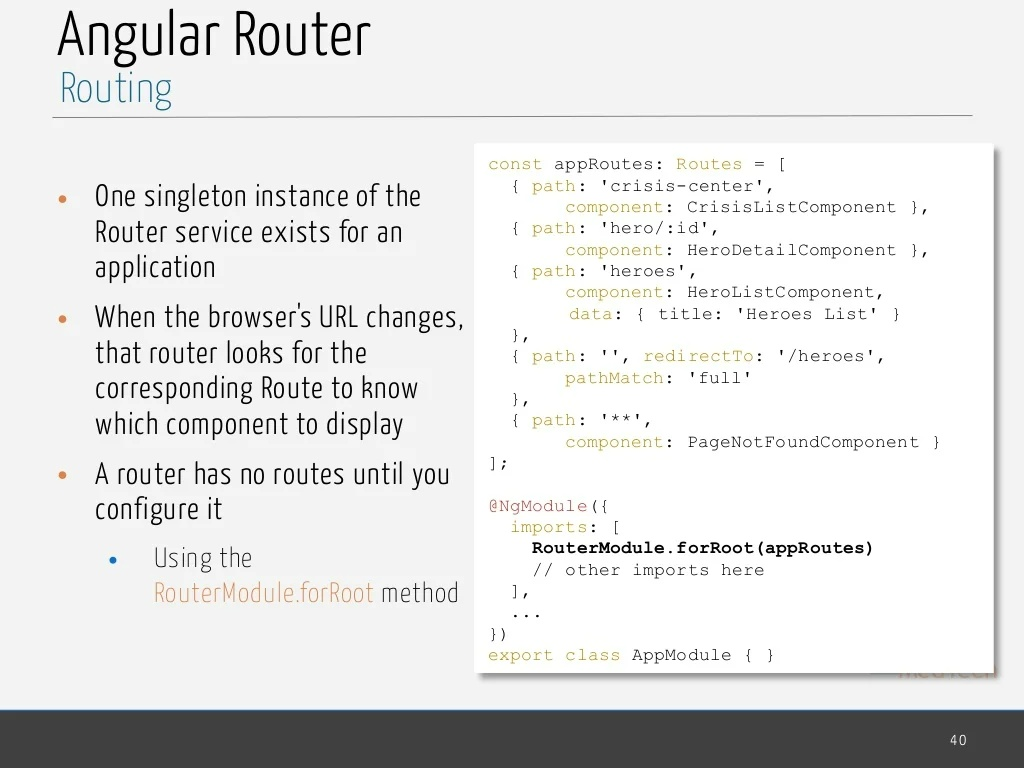 Angular Router
Routing
• One singleton instance of the
Router service exists for an
application
• When the browser's URL changes,
that router looks for the
corresponding Route to know
which component to display
• A router has no routes until you
configure it
• Using the
RouterModule.forRoot method
const appRoutes: Routes = [
  { path: 'crisis-center',
       component: CrisisListComponent },
  { path: 'hero/:id',
       component: HeroDetailComponent },
  { path: 'heroes',
       component: HeroListComponent,
       data: { title: 'Heroes List' }
  },
  { path: '', redirectTo: '/heroes',
       pathMatch: 'full'
  },
  { path: '**',
       component: PageNotFoundComponent }
];
@NgModule({
  imports: [
    RouterModule.forRoot(appRoutes)
    // other imports here
  ],
  ...
})
export class AppModule { }
40